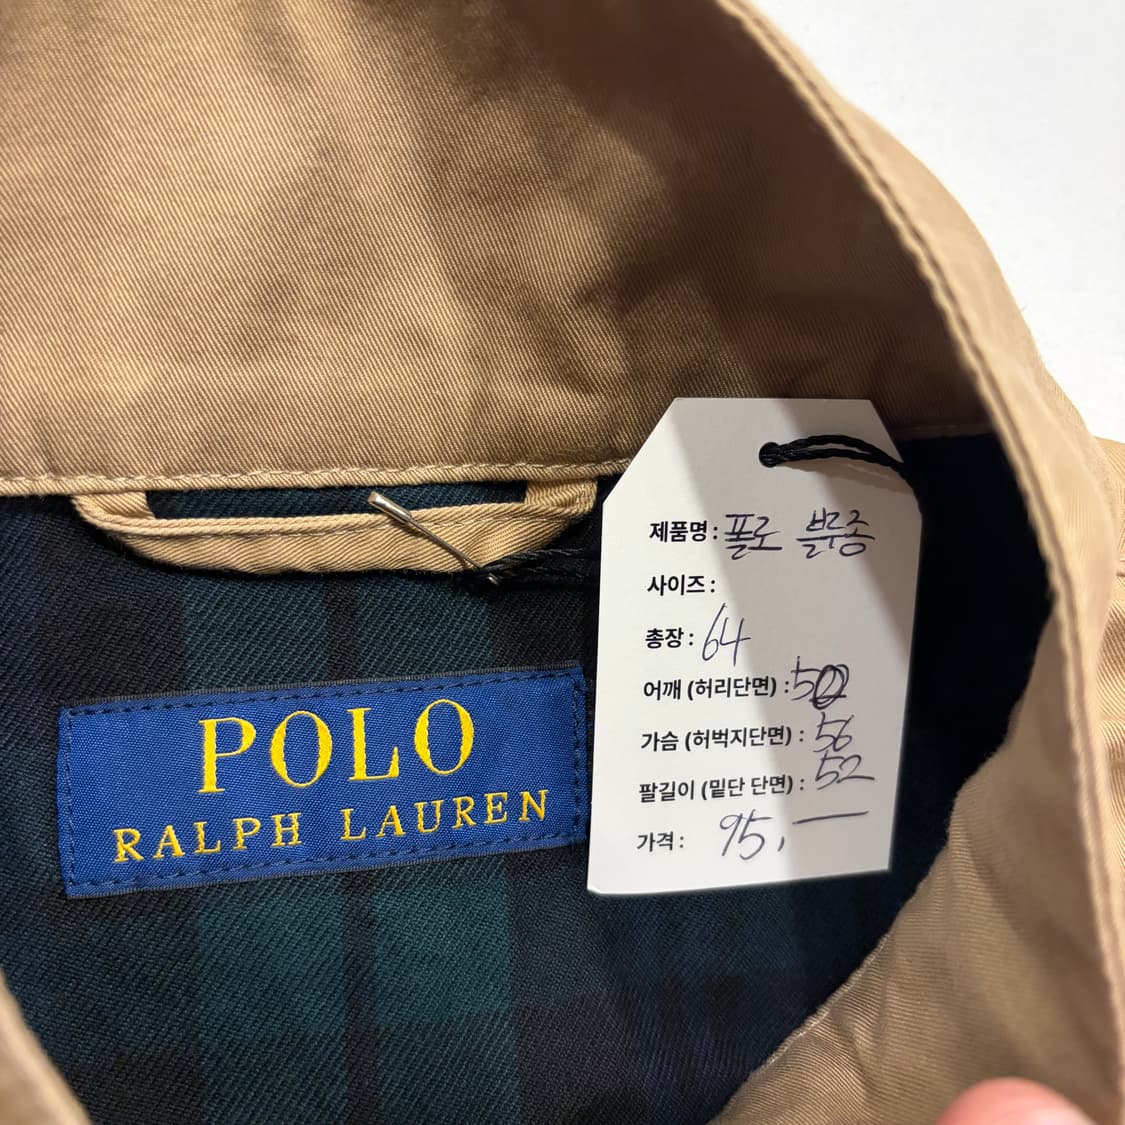 POLO
RALPH LAUREN
제품명: 폴로 블루종
사이즈:
총장: 64
어깨 (허리단면) :
가슴 (허벅지단면) : 56
팔길이 (밑단 단면) : 52
가격: 95,—